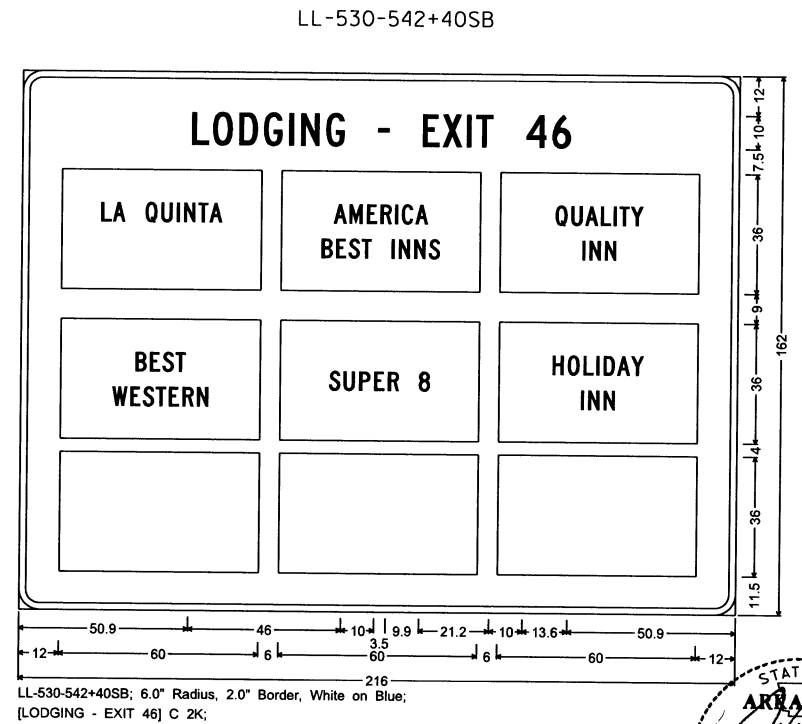 LL-530-542+40SB
LODGING - EXIT 46
LA QUINTA
AMERICA
BEST INNS
QUALITY
INN
BEST
WESTERN
SUPER 8
HOLIDAY
INN
12
10
7.5
36
9
36
4
36
11.5
162
50.9 46 10 3.5 9.9 21.2 10 13.6 50.9
12 60 6 60 6 60 12
216
LL-530-542+40SB; 6.0" Radius, 2.0" Border, White on Blue;
[LODGING - EXIT 46] C 2K;